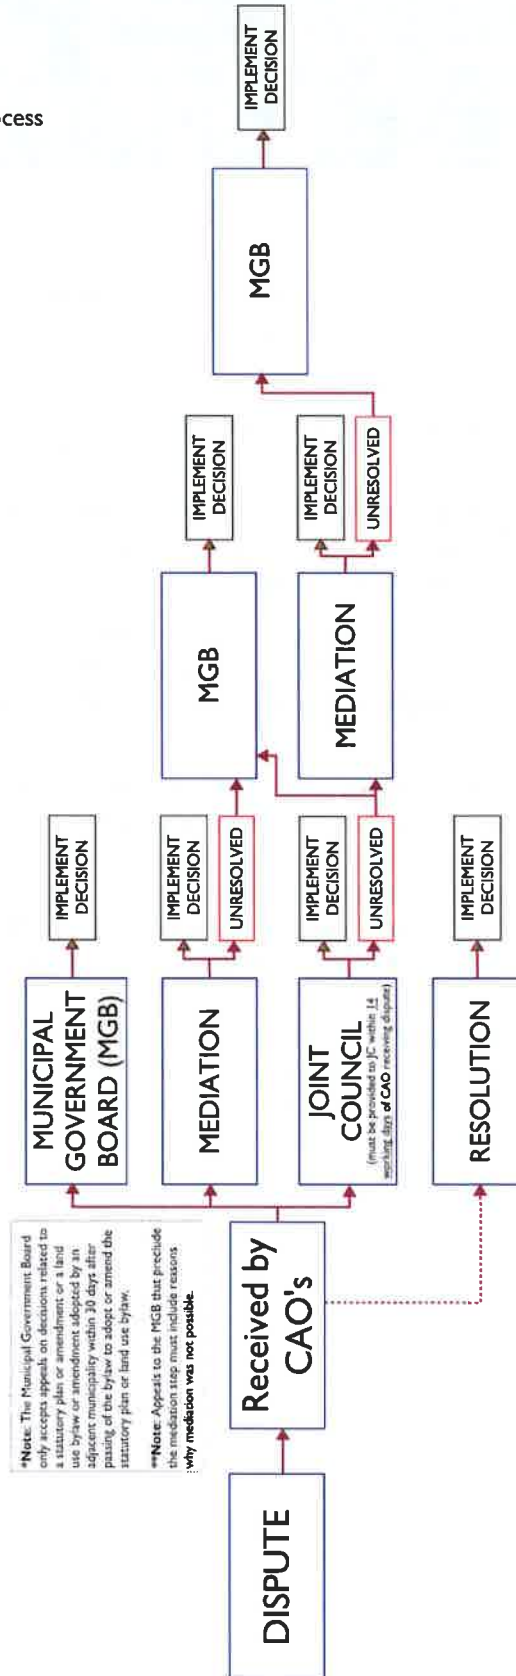 cess
*Note: The Municipal Government Board
only accepts appeals on decisions related to
a statutory plan or amendment or a land
use bylaw or amendment adopted by an
adjacent municipality within 30 days after
passing of the bylaw to adopt or amend the
statutory plan or land use bylaw.
**Note: Appeals to the MGB that preclude
the mediation step must include reasons
why mediation was not possible.
DISPUTE
Received by
CAO's
MUNICIPAL
GOVERNMENT
BOARD (MGB)
IMPLEMENT
DECISION
MEDIATION
IMPLEMENT
DECISION
UNRESOLVED
JOINT
COUNCIL
(must be provided to JC within 14
working days of CAO receiving dispute)
IMPLEMENT
DECISION
UNRESOLVED
RESOLUTION
IMPLEMENT
DECISION
MGB
IMPLEMENT
DECISION
MEDIATION
IMPLEMENT
DECISION
UNRESOLVED
MGB
IMPLEMENT
DECISION